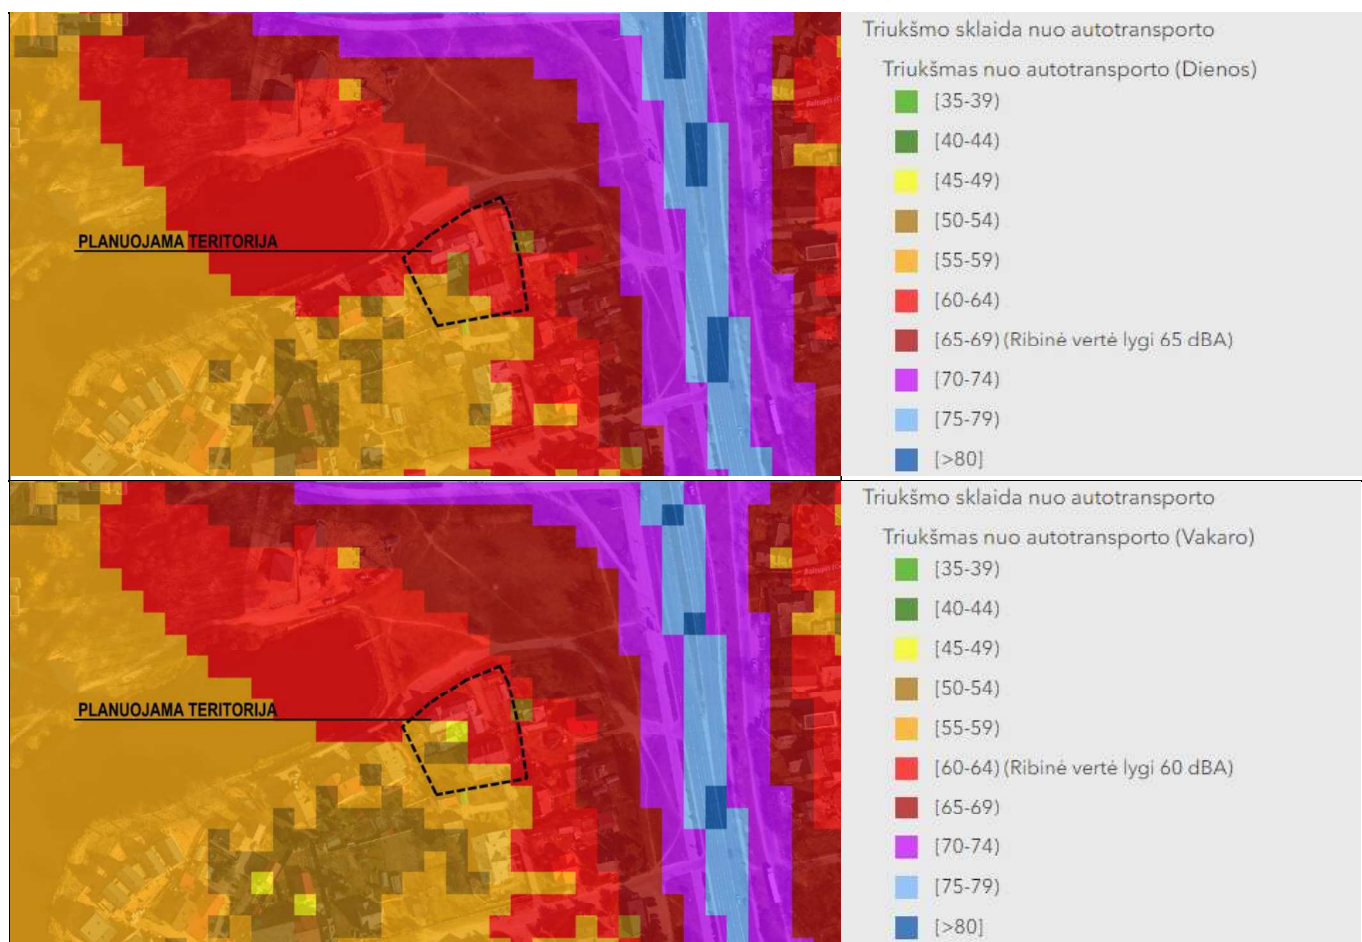 Triukšmo sklaida nuo autotransporto
Triukšmas nuo autotransporto (Dienos)
[35-39)
[40-44)
[45-49)
[50-54)
[55-59)
[60-64)
[65-69) (Ribinė vertė lygi 65 dBA)
[70-74)
[75-79)
[>80]
PLANUOJAMA TERITORIJA
Triukšmo sklaida nuo autotransporto
Triukšmas nuo autotransporto (Vakaro)
[35-39)
[40-44)
[45-49)
[50-54)
[55-59)
[60-64) (Ribinė vertė lygi 60 dBA)
[65-69)
[70-74)
[75-79)
[>80]
PLANUOJAMA TERITORIJA